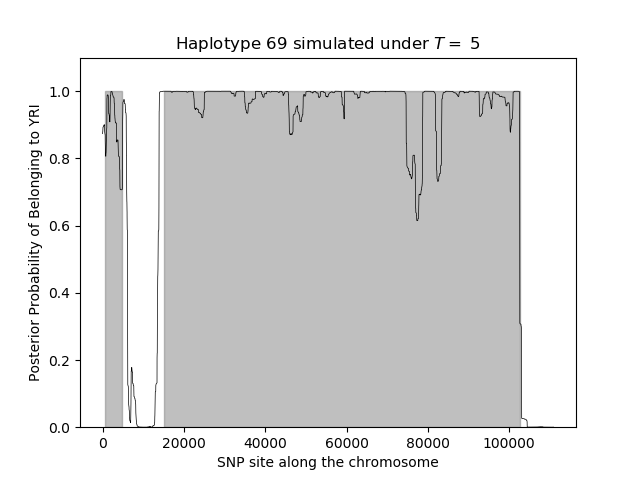 Haplotype 69 simulated under T = 5
Posterior Probability of Belonging to YRI
1.0
0.8
0.6
0.4
0.2
0.0
0 20000 40000 60000 80000 100000
SNP site along the chromosome